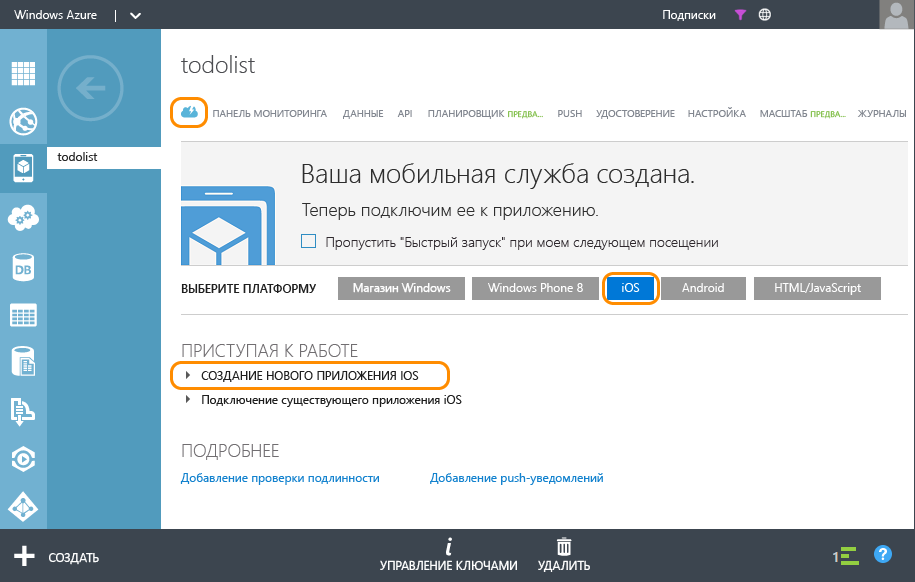 Windows Azure | Подписки
todolist
todolist
ПАНЕЛЬ МОНИТОРИНГА ДАННЫЕ API ПЛАНИРОВЩИК ПРЕДВА... PUSH УДОСТОВЕРЕНИЕ НАСТРОЙКА МАСШТАБ ПРЕДВА... ЖУРНАЛЫ
Ваша мобильная служба создана.
Теперь подключим ее к приложению.
Пропустить "Быстрый запуск" при моем следующем посещении
DB
ВЫБЕРИТЕ ПЛАТФОРМУ Магазин Windows Windows Phone 8 iOS Android HTML/JavaScript
ПРИСТУПАЯ К РАБОТЕ
СОЗДАНИЕ НОВОГО ПРИЛОЖЕНИЯ IOS
Подключение существующего приложения iOS
ПОДРОБНЕЕ
Добавление проверки подлинности Добавление push-уведомлений
СОЗДАТЬ УПРАВЛЕНИЕ КЛЮЧАМИ УДАЛИТЬ 1 ?